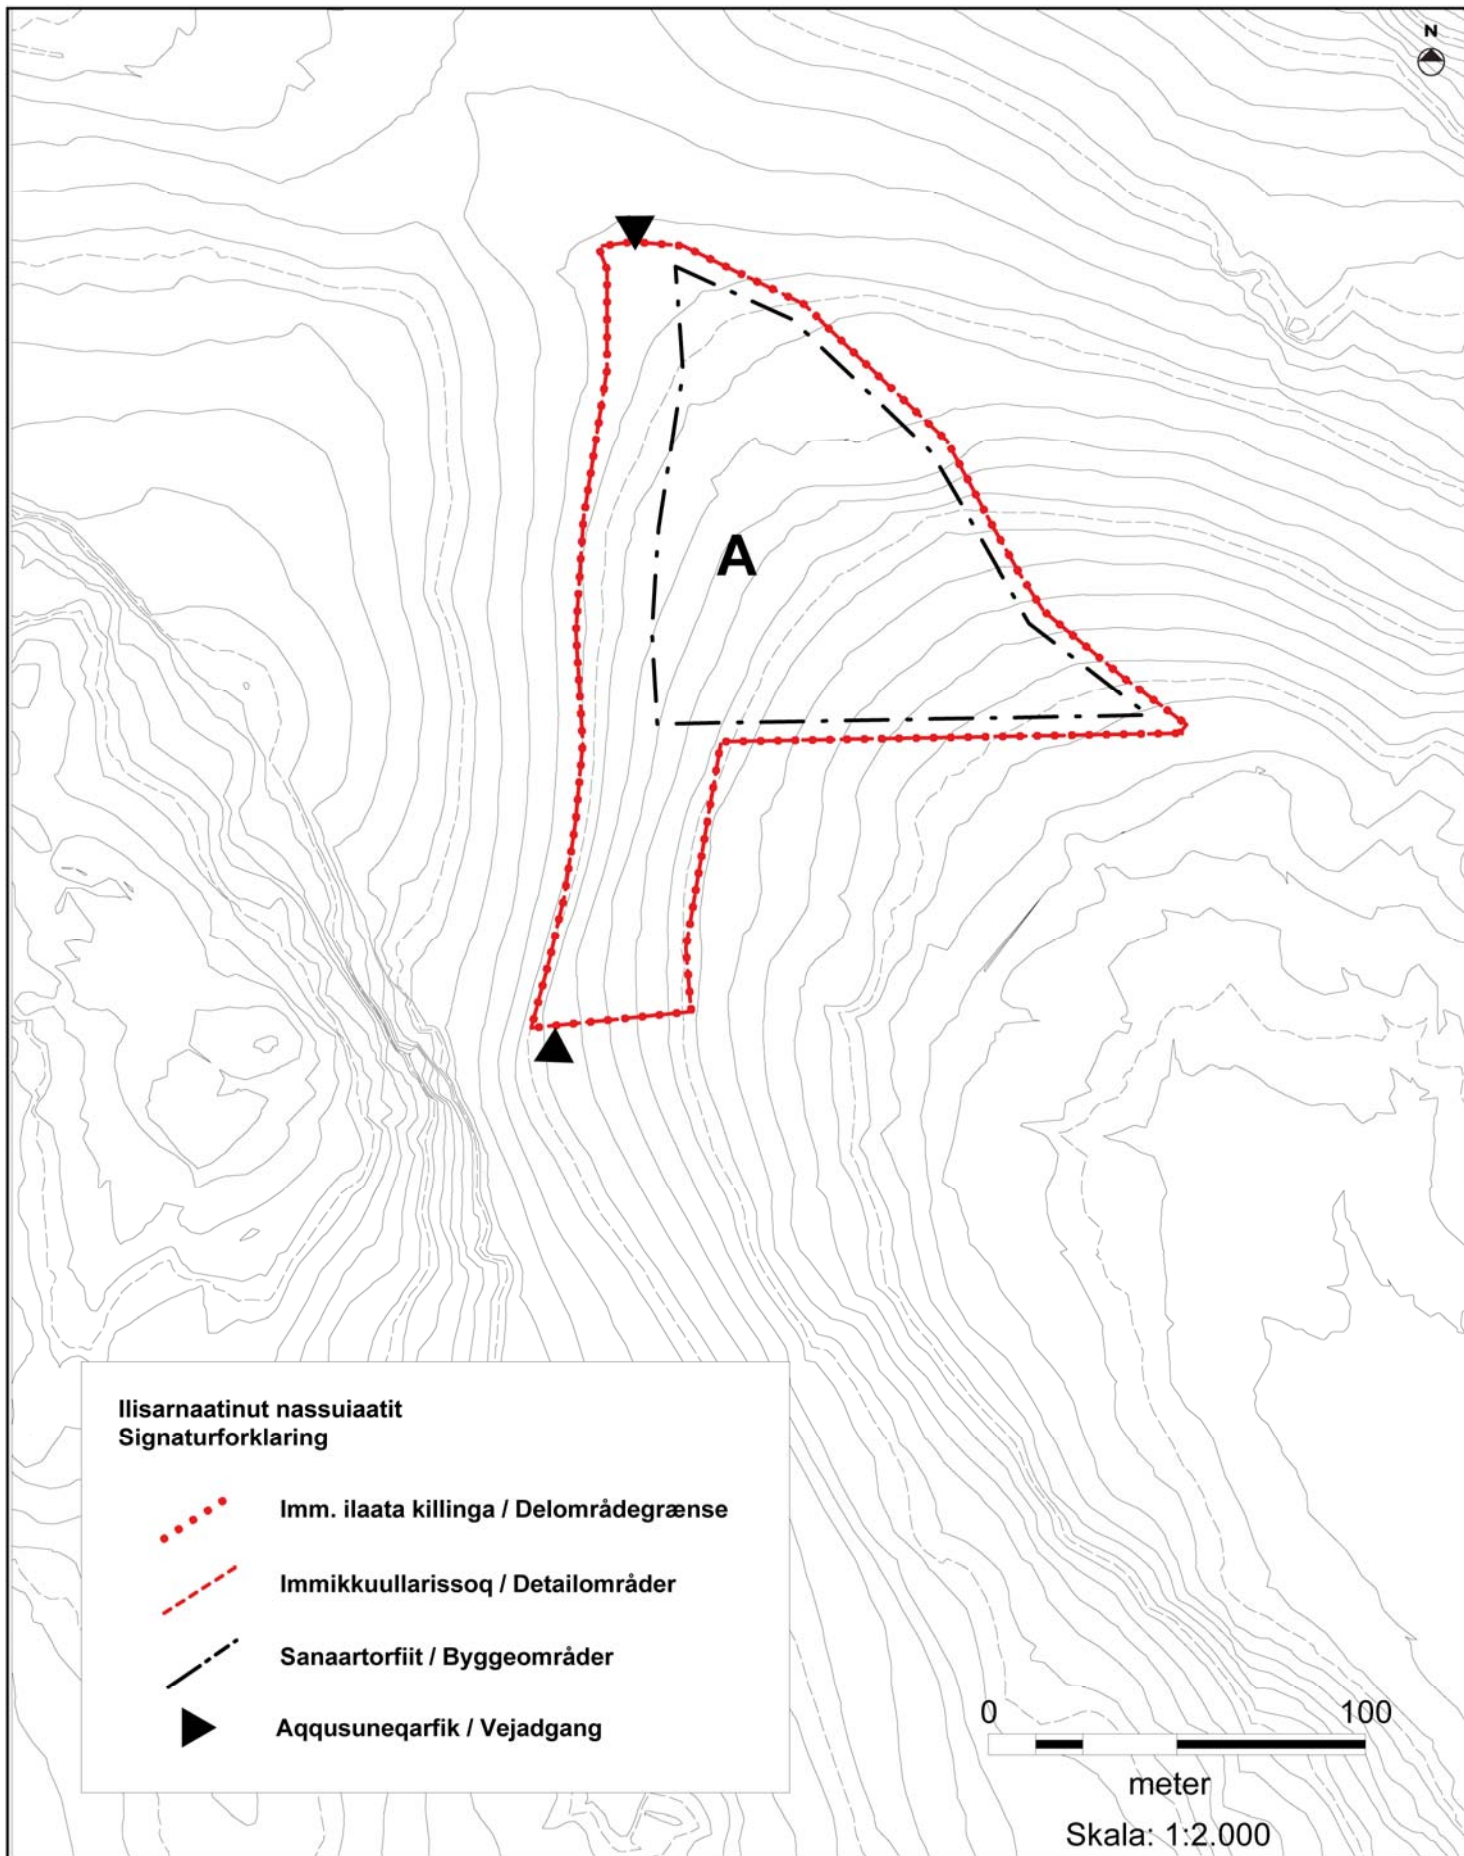 N
A
Ilisarnaatinut nassuiaatit
Signaturforklaring
Imm. ilaata killinga / Delområdegrænse
Immikkuullarissoq / Detailområder
Sanaartorfiit / Byggeområder
Aqqusuneqarfik / Vejadgang
0 100
meter
Skala: 1:2.000